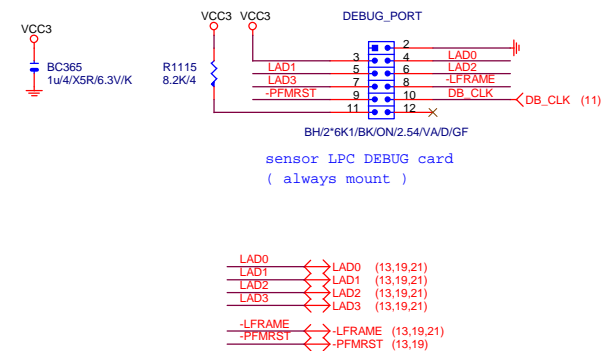 VCC3 VCC3 DEBUG_PORT
VCC3
BC365
1u/4/X5R/6.3V/K
R1115
8.2K/4
2
3 4 LAD0
LAD1 5 6 LAD2
LAD3 7 8 -LFRAME
-PFMRST 9 10 DB_CLK DB_CLK (11)
11 12
BH/2*6K1/BK/ON/2.54/VA/D/GF
sensor LPC DEBUG card
( always mount )
LAD0 LAD0 (13,19,21)
LAD1 LAD1 (13,19,21)
LAD2 LAD2 (13,19,21)
LAD3 LAD3 (13,19,21)
-LFRAME -LFRAME (13,19,21)
-PFMRST -PFMRST (13,19)